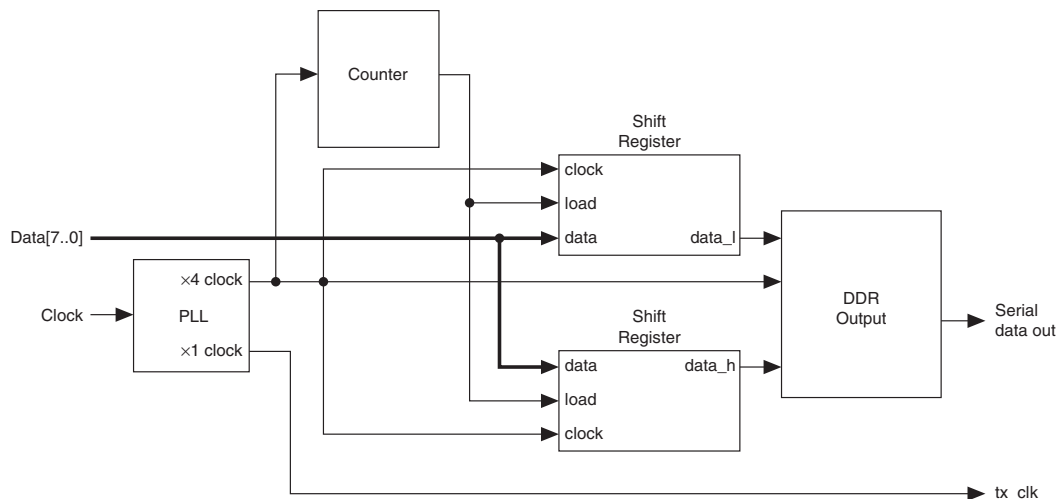 Counter
Shift
Register
clock
load
data
data_l
Data[7..0]
×4 clock
PLL
×1 clock
Clock
Shift
Register
data
data_h
load
clock
DDR
Output
Serial
data out
tx_clk